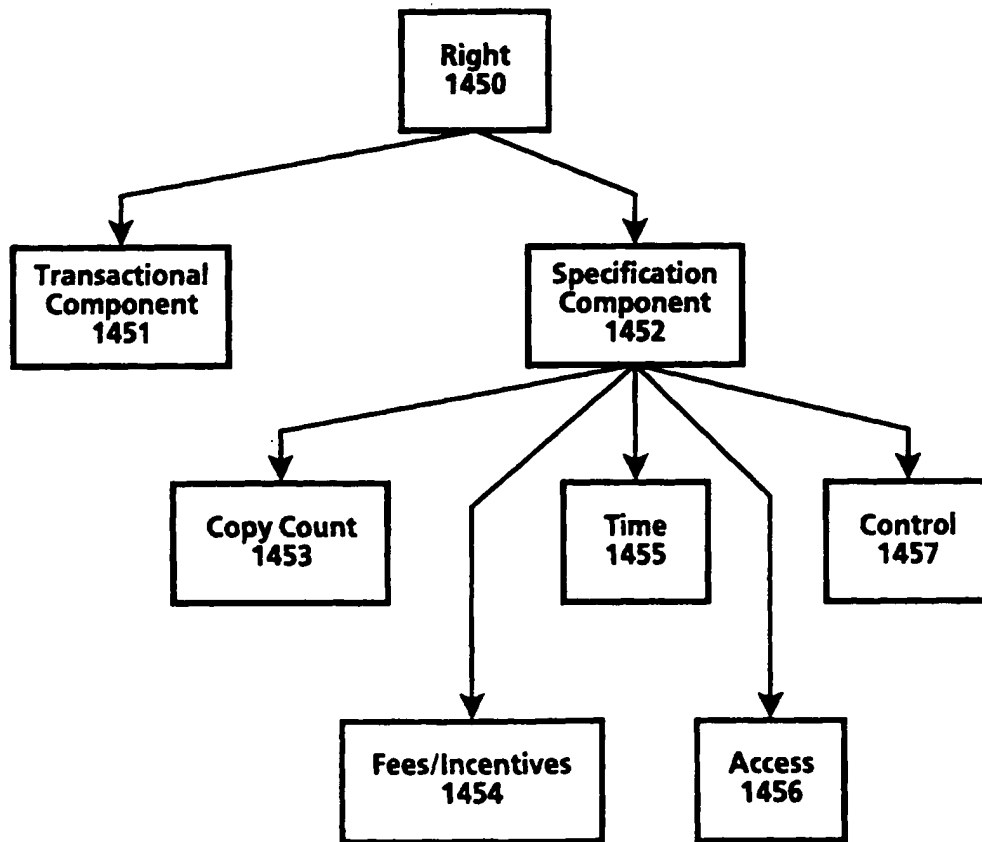 Right
1450
Transactional
Component
1451
Specification
Component
1452
Copy Count
1453
Time
1455
Control
1457
Fees/Incentives
1454
Access
1456